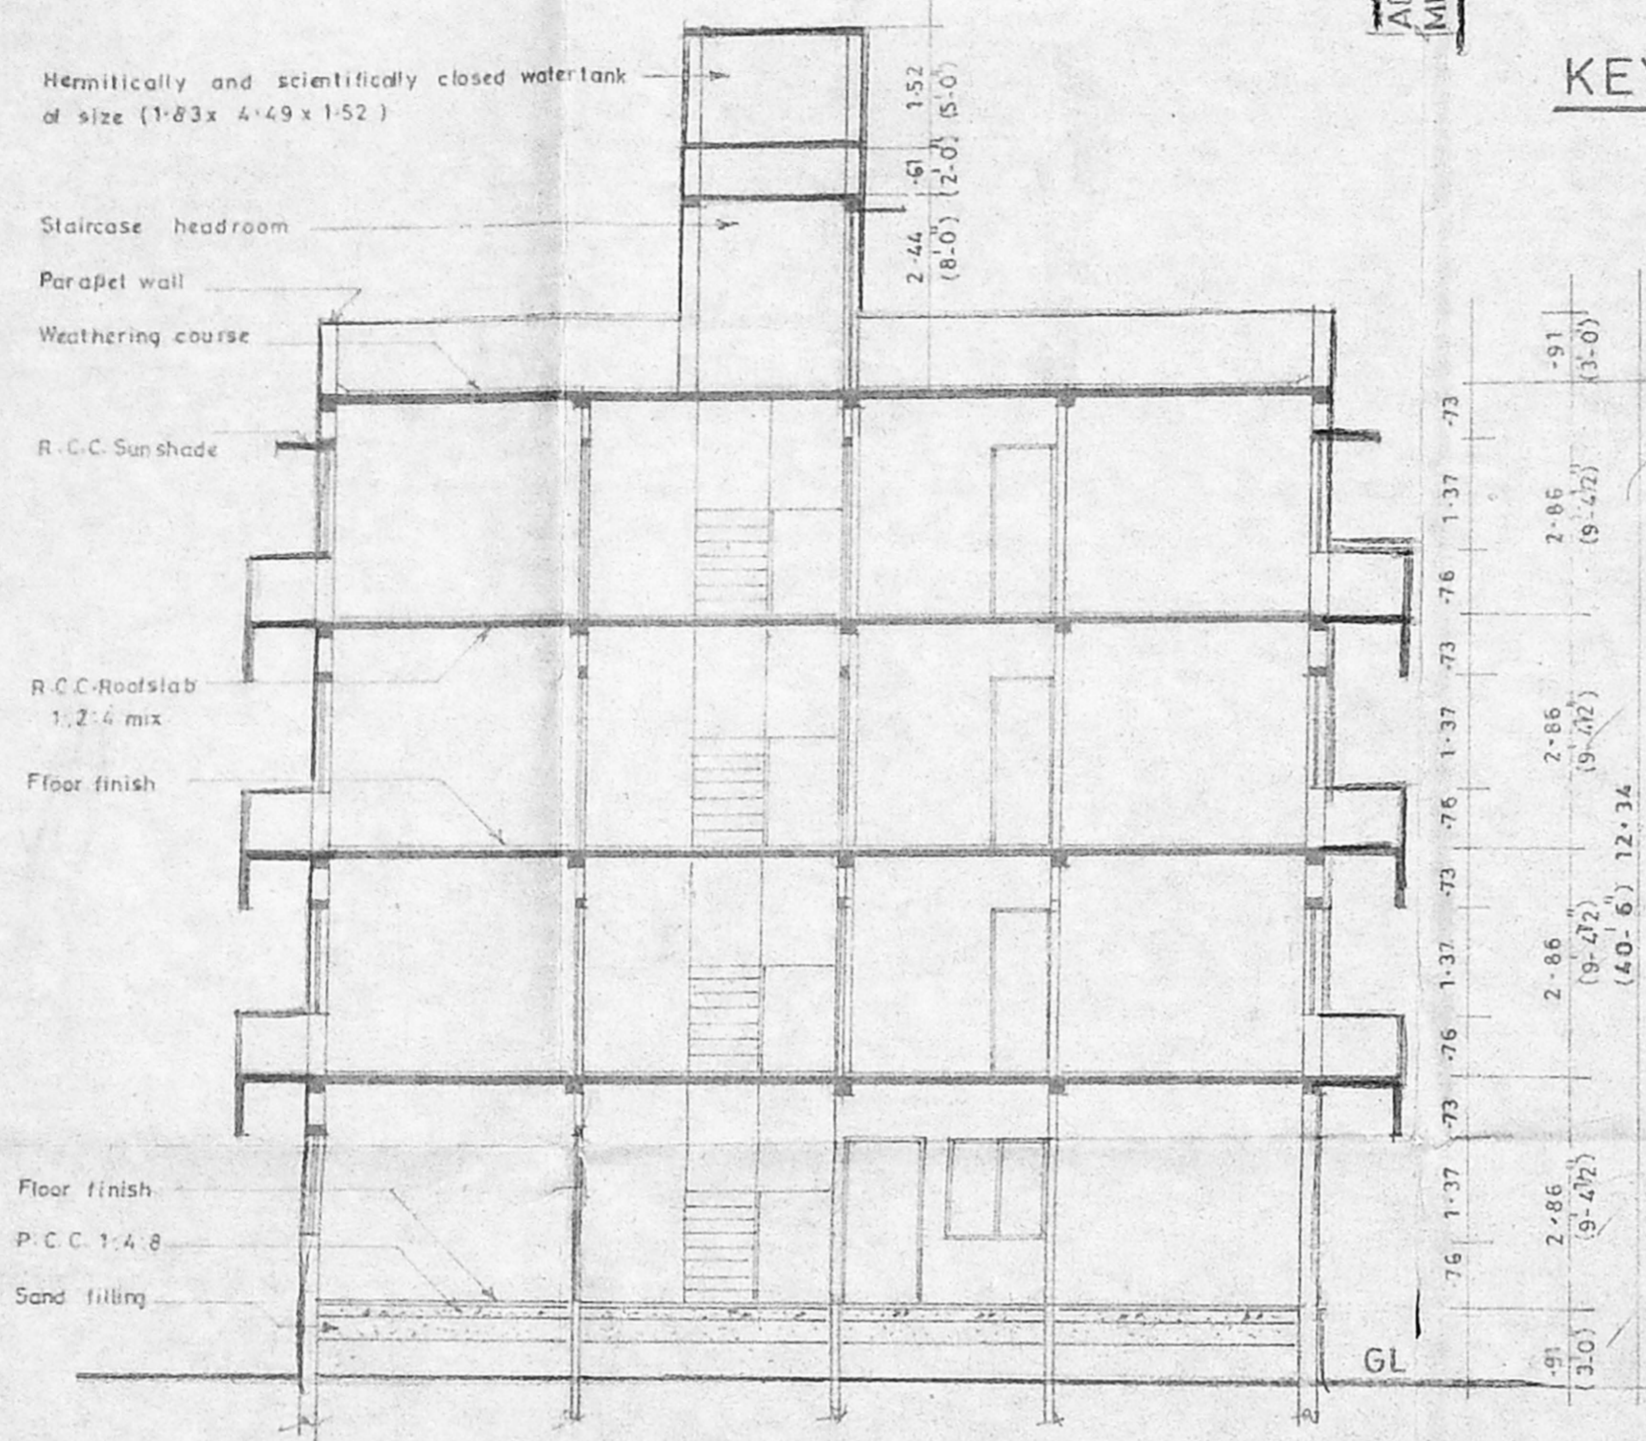 Hermitically and scientifically closed watertank
of size (1·83x 4·49 x 1·52 )
Staircase headroom
Parapet wall
Weathering course
R.C.C. Sunshade
R.C.C. Roofslab
1:2:4 mix
Floor finish
Floor finish
P.C.C. 1:4:8
Sand filling
1·52
(5'-0")
·61
(2'-0")
2·44
(8'-0")
KEY
·91
(3'-0")
·73
1·37
·76
2·86
(9'-4½")
·73
1·37
·76
2·86
(9'-4½")
·73
1·37
·76
2·86
(9'-4½")
·73
1·37
·76
2·86
(9'-4½")
12·34
(40'-6")
·91
(3'-0")
GL